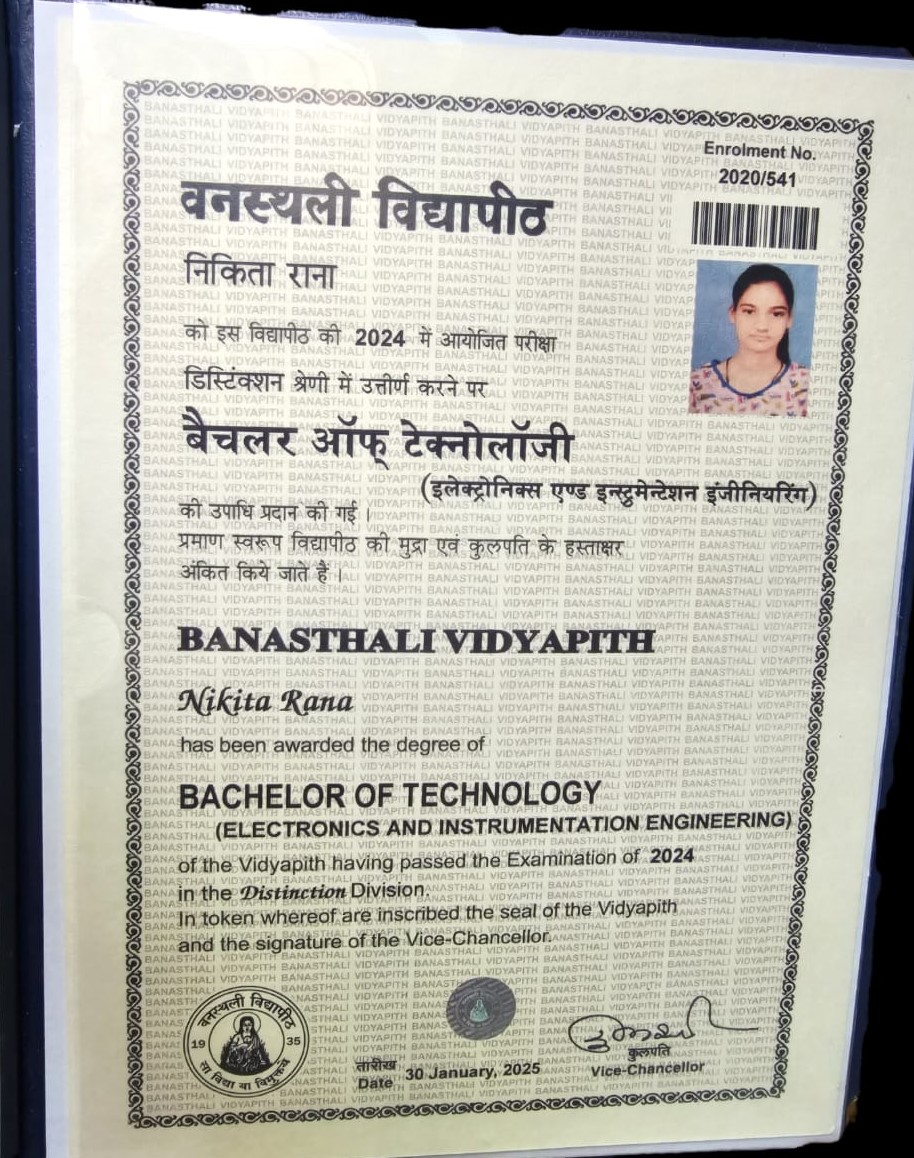 Enrolment No.
2020/541
वनस्थली विद्यापीठ
निकिता राना
को इस विद्यापीठ की 2024 में आयोजित परीक्षा
डिस्टिंक्शन श्रेणी में उत्तीर्ण करने पर
बैचलर ऑफ् टेक्नोलॉजी
(इलेक्ट्रोनिक्स एण्ड इन्स्ट्रुमेन्टेशन इंजीनियरिंग)
की उपाधि प्रदान की गई ।
प्रमाण स्वरूप विद्यापीठ की मुद्रा एवं कुलपति के हस्ताक्षर
अंकित किये जाते है ।
BANASTHALI VIDYAPITH
Nikita Rana
has been awarded the degree of
BACHELOR OF TECHNOLOGY
(ELECTRONICS AND INSTRUMENTATION ENGINEERING)
of the Vidyapith having passed the Examination of 2024
in the Distinction Division.
In token whereof are inscribed the seal of the Vidyapith
and the signature of the Vice-Chancellor.
वनस्थली विद्यापीठ
19 35
सा विद्या या विमुक्तये
तारीख
Date 30 January, 2025
कुलपति
Vice-Chancellor